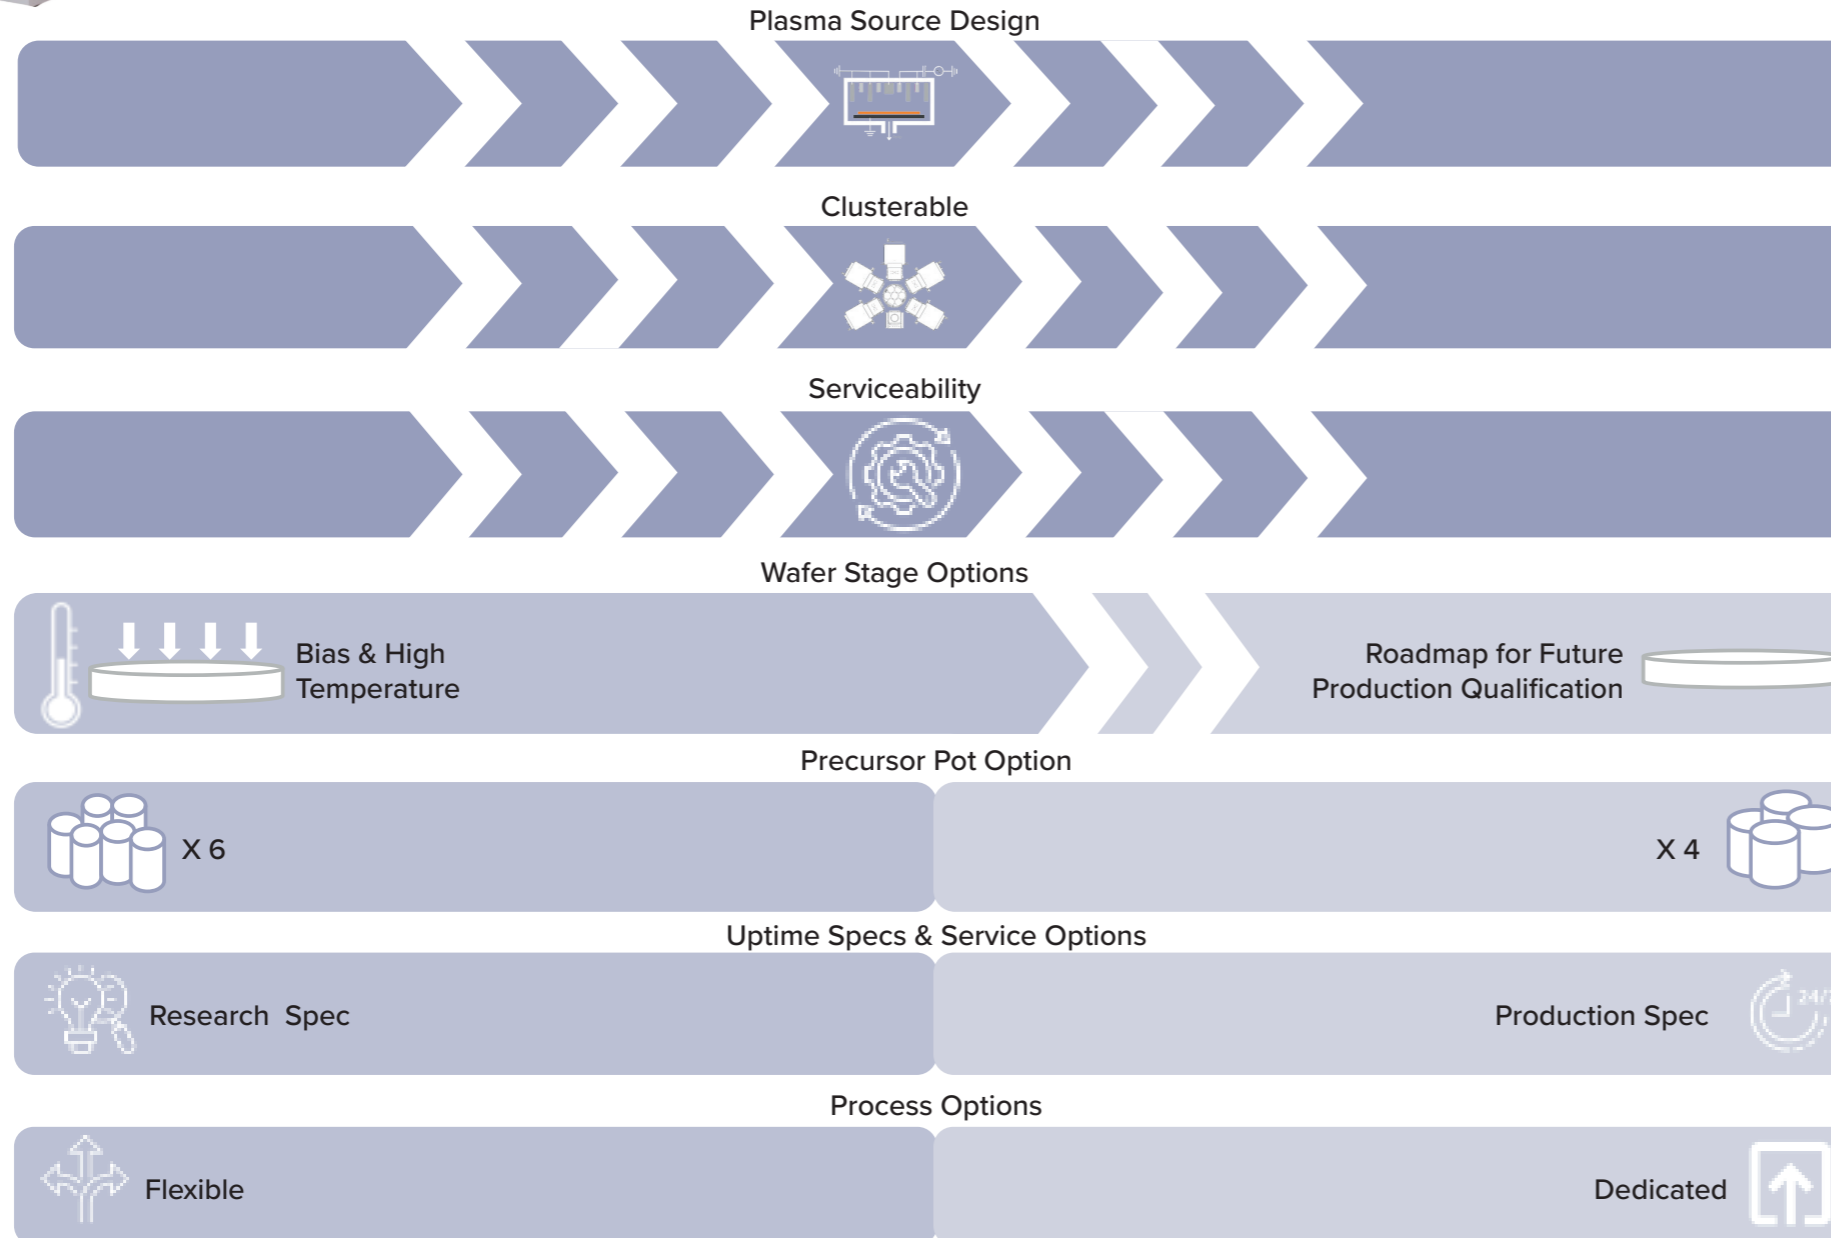 Plasma Source Design
Clusterable
Serviceability
Wafer Stage Options
Bias & High
Temperature
Roadmap for Future
Production Qualification
Precursor Pot Option
X 6
X 4
Uptime Specs & Service Options
Research Spec
Production Spec
Process Options
Flexible
Dedicated